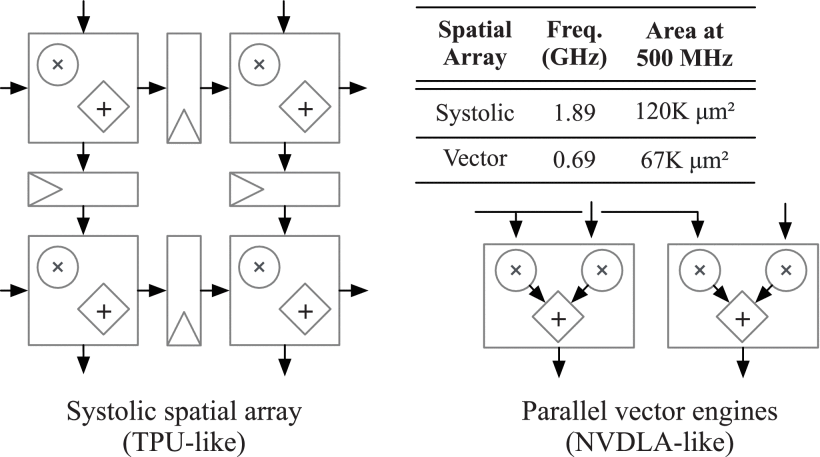 Spatial Array Freq. (GHz) Area at 500 MHz
Systolic 1.89 120K μm²
Vector 0.69 67K μm²
× × 
+ +
× ×
+ +
× × × ×
+ +
Systolic spatial array
(TPU-like)
Parallel vector engines
(NVDLA-like)